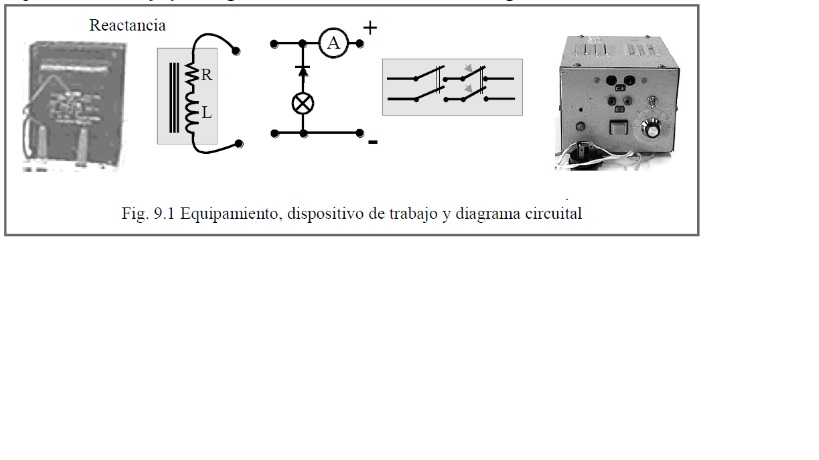 Reactancia
R
L
A
+
-
Fig. 9.1 Equipamiento, dispositivo de trabajo y diagrama circuital